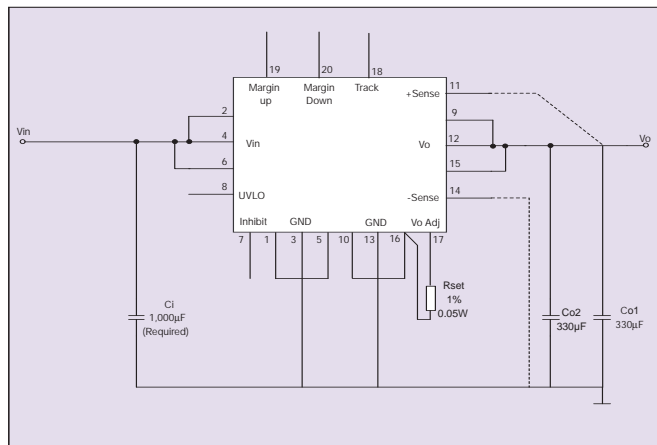 19
20
18
Margin up
Margin Down
Track
11
+Sense
2
9
Vin
4
Vin
12
Vo
Vo
6
15
8
UVLO
14
-Sense
Inhibit
GND
GND
Vo Adj
7
1
3
5
10
13
16
17
Rset
1%
0.05W
Ci
1,000µF
(Required)
Co2
330µF
Co1
330µF